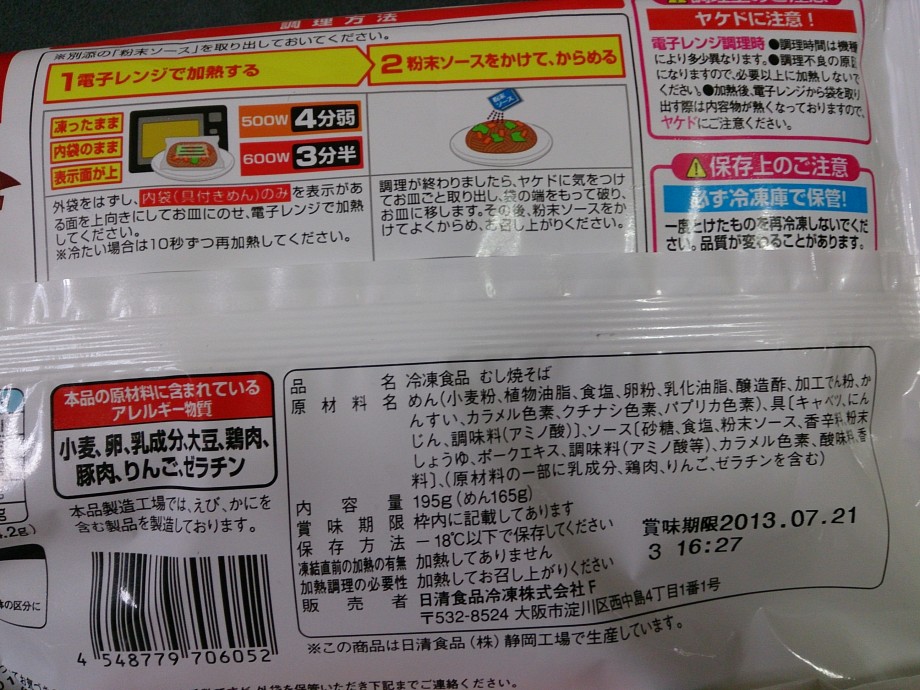 調理方法
※別添の「粉末ソース」を取り出しておいてください。
1 電子レンジで加熱する
2 粉末ソースをかけて、からめる
凍ったまま
内袋のまま
表示面が上
500W 4分弱
600W 3分半
粉末
ソース
外袋をはずし、内袋(具付きめん)のみを表示があ
る面を上向きにしてお皿にのせ、電子レンジで加熱
してください。
※冷たい場合は10秒ずつ再加熱してください。
調理が終わりましたら、ヤケドに気をつけ
てお皿ごと取り出し、袋の端をもって破り、
お皿に移します。その後、粉末ソースをか
けてよくからめ、お召し上がりください。
ヤケドに注意!
電子レンジ調理時 ●調理時間は機種
により多少異なります。●調理不良の原因
になりますので、必要以上に加熱しないで
ください。●加熱後、電子レンジから袋を取り
出す際は内容物が熱くなっておりますので、
ヤケドにご注意ください。
保存上のご注意
必ず冷凍庫で保管!
一度とけたものを再冷凍しないでくだ
さい。品質が変わることがあります。
本品の原材料に含まれている
アレルギー物質
小麦、卵、乳成分、大豆、鶏肉、
豚肉、りんご、ゼラチン
本品製造工場では、えび、かにを
含む製品を製造しております。
4 548779 706052
品名 冷凍食品 むし焼そば
原材料名 めん(小麦粉、植物油脂、食塩、卵粉、乳化油脂、醸造酢、加工でん粉、か
んすい、カラメル色素、クチナシ色素、パプリカ色素)、具〔キャベツ、にん
じん、調味料(アミノ酸)〕、ソース〔砂糖、食塩、粉末ソース、香辛料、粉末
しょうゆ、ポークエキス、調味料(アミノ酸等)、カラメル色素、酸味料、香
料〕、(原材料の一部に乳成分、鶏肉、りんご、ゼラチンを含む)
内容量 195g(めん165g)
賞味期限 枠内に記載してあります
保存方法 −18℃以下で保存してください
凍結直前の加熱の有無 加熱してありません
加熱調理の必要性 加熱してお召し上がりください
販売者 日清食品冷凍株式会社F
〒532-8524 大阪市淀川区西中島4丁目1番1号
賞味期限2013.07.21
3 16:27
※この商品は日清食品(株)静岡工場で生産しています。